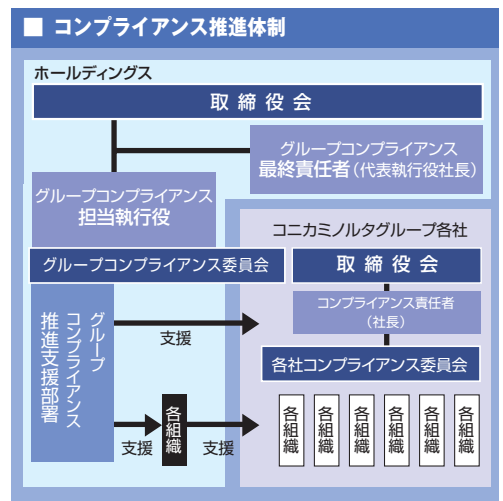 ■ コンプライアンス推進体制
ホールディングス
取締役会
グループコンプライアンス
最終責任者(代表執行役社長)
グループコンプライアンス
担当執行役
コニカミノルタグループ各社
グループコンプライアンス委員会
取締役会
グループ
コンプライアンス
推進支援部署
支援
コンプライアンス責任者
(社長)
各社コンプライアンス委員会
支援
各組織
支援
各組織
各組織
各組織
各組織
各組織
各組織